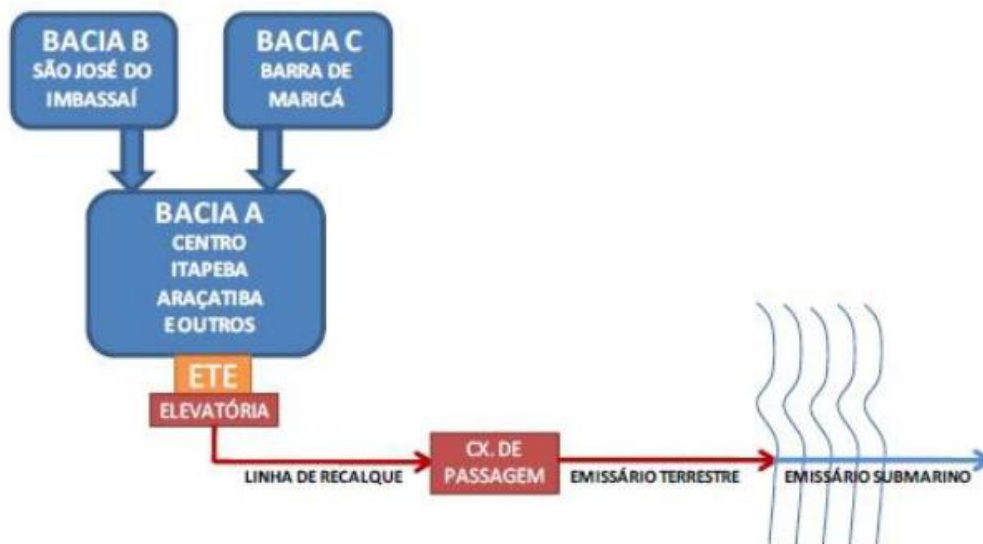 BACIA B
SÃO JOSÉ DO
IMBASSAÍ
BACIA C
BARRA DE
MARICÁ
BACIA A
CENTRO
ITAPEBA
ARAÇATIBA
E OUTROS
ETE
ELEVATÓRIA
LINHA DE RECALQUE
CX. DE
PASSAGEM
EMISSÁRIO TERRESTRE
EMISSÁRIO SUBMARINO